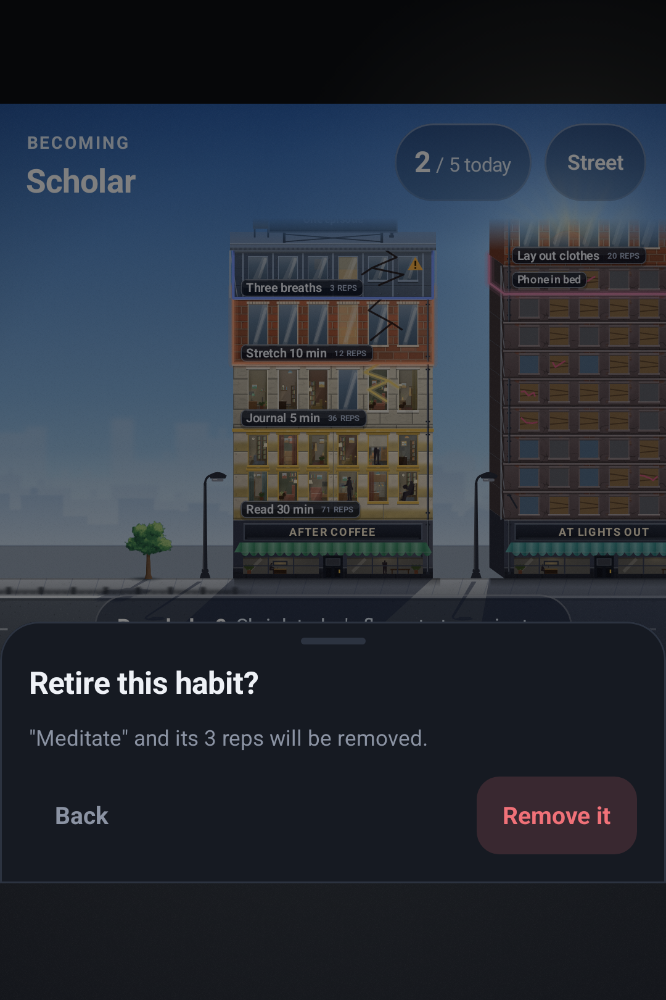 BECOMING
Scholar
2 / 5 today
Street
Three breaths 3 REPS
Stretch 10 min 12 REPS
Journal 5 min 36 REPS
Read 30 min 71 REPS
AFTER COFFEE
Lay out clothes 20 REPS
Phone in bed
AT LIGHTS OUT
Retire this habit?
"Meditate" and its 3 reps will be removed.
Back
Remove it